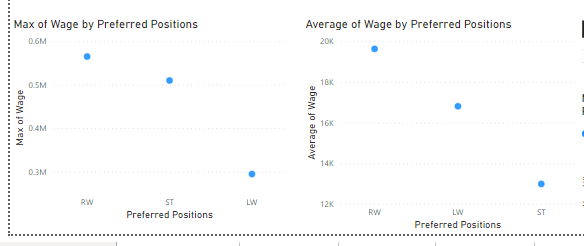 Max of Wage by Preferred Positions
0.6M
0.5M
0.4M
0.3M
Max of Wage
RW ST LW
Preferred Positions
Average of Wage by Preferred Positions
20K
18K
16K
14K
12K
Average of Wage
RW LW ST
Preferred Positions